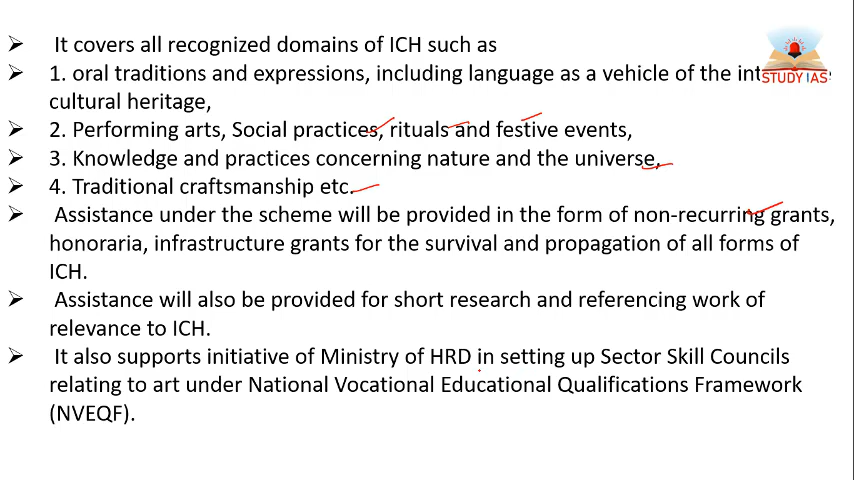 It covers all recognized domains of ICH such as
1. oral traditions and expressions, including language as a vehicle of the
cultural heritage,
2. Performing arts, Social practices, rituals and festive events,
3. Knowledge and practices concerning nature and the universe,
4. Traditional craftsmanship etc.
Assistance under the scheme will be provided in the form of non-recurring grants,
honoraria, infrastructure grants for the survival and propagation of all forms of
ICH.
Assistance will also be provided for short research and referencing work of
relevance to ICH.
It also supports initiative of Ministry of HRD in setting up Sector Skill Councils
relating to art under National Vocational Educational Qualifications Framework
(NVEQF).
STUDY IAS